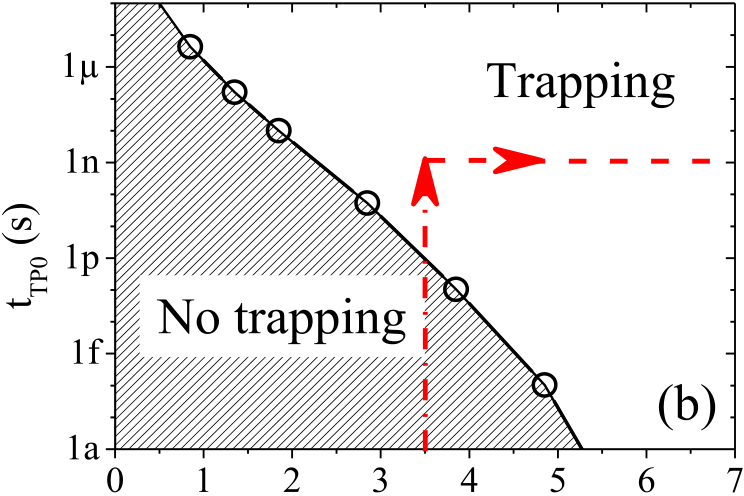 1μ
Trapping
1n
t_TP0 (s)
1p
No trapping
1f
(b)
1a
0 1 2 3 4 5 6 7